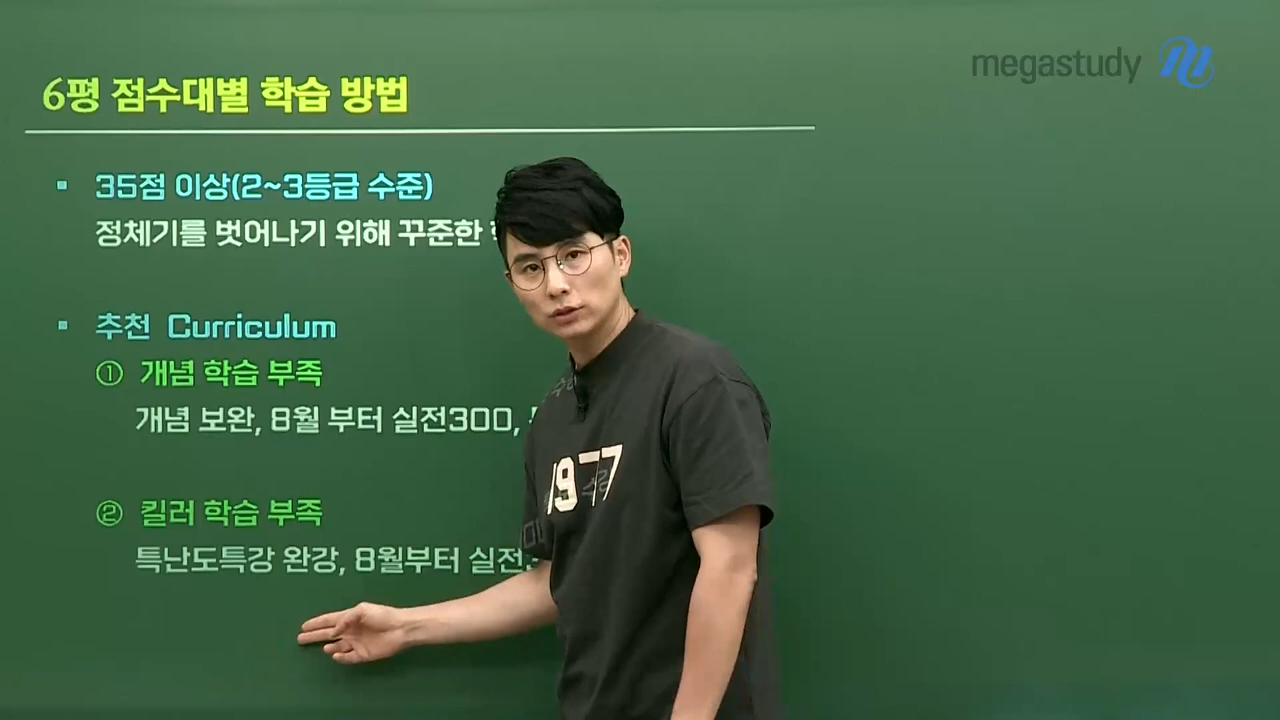 megastudy
6평 점수대별 학습 방법
35점 이상(2~3등급 수준)
정체기를 벗어나기 위해 꾸준한
추천 Curriculum
① 개념 학습 부족
개념 보완, 8월 부터 실전300,
② 킬러 학습 부족
특난도특강 완강, 8월부터 실전
1977